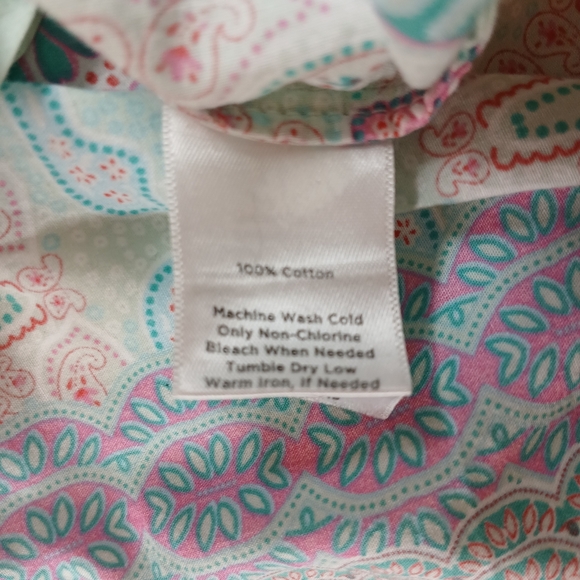 100% Cotton
Machine Wash Cold
Only Non-Chlorine
Bleach When Needed
Tumble Dry Low
Warm Iron, if Needed